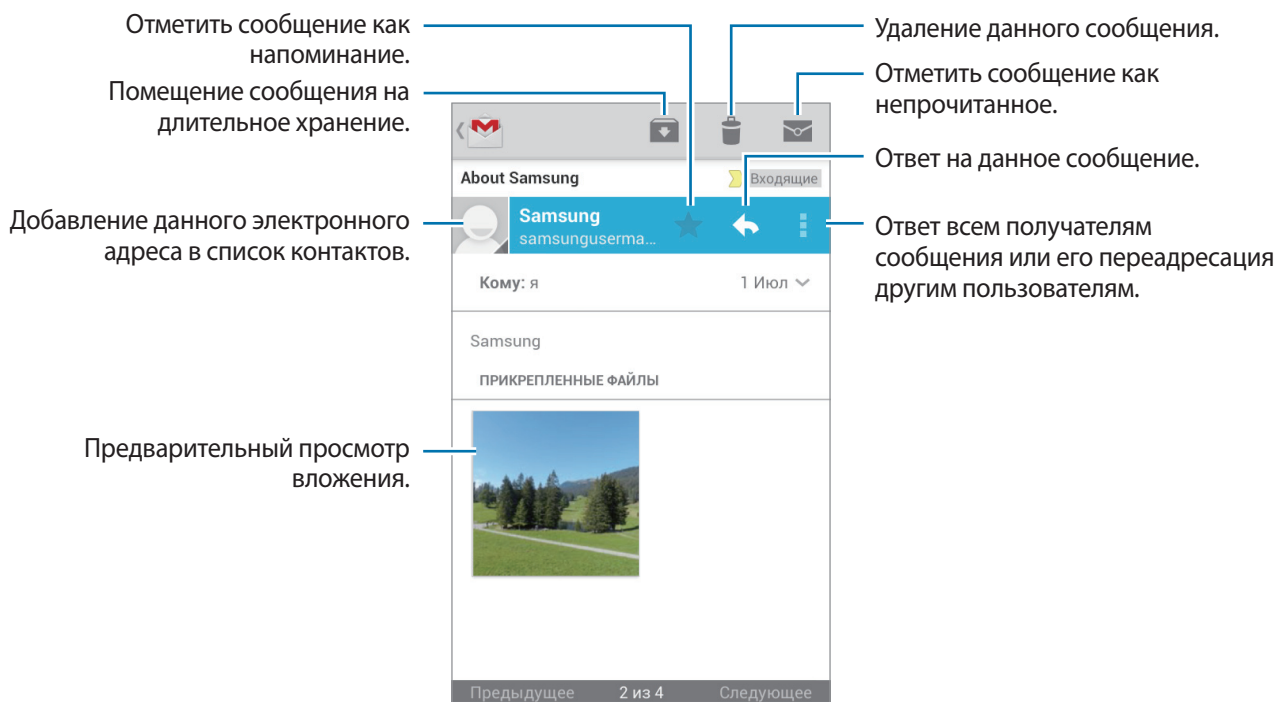 Отметить сообщение как
напоминание.
Помещение сообщения на
длительное хранение.
Добавление данного электронного
адреса в список контактов.
Предварительный просмотр
вложения.
About Samsung
Входящие
Samsung
samsunguserma...
Кому: я
1 Июл
Samsung
ПРИКРЕПЛЕННЫЕ ФАЙЛЫ
Предыдущее
2 из 4
Следующее
Удаление данного сообщения.
Отметить сообщение как
непрочитанное.
Ответ на данное сообщение.
Ответ всем получателям
сообщения или его переадресация
другим пользователям.